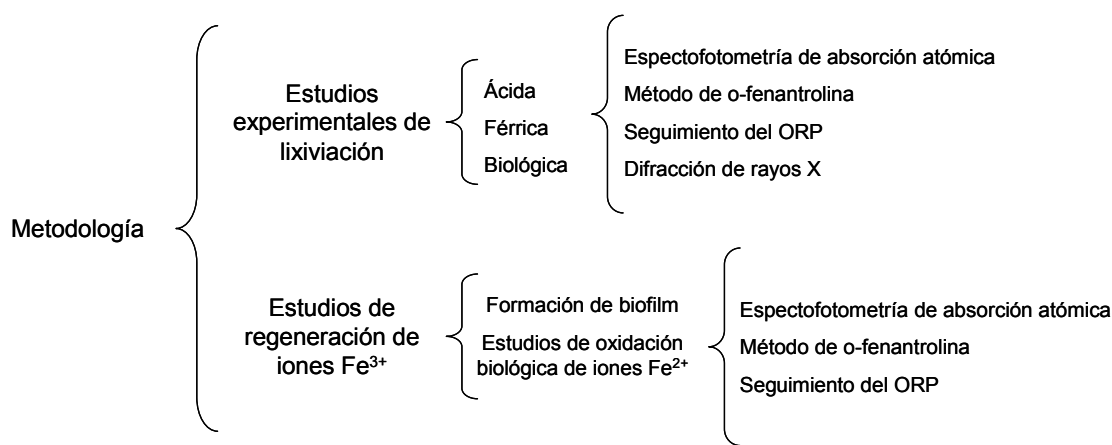 Metodología
Estudios
experimentales de
lixiviación
Ácida
Férrica
Biológica
Espectofotometría de absorción atómica
Método de o-fenantrolina
Seguimiento del ORP
Difracción de rayos X
Estudios de
regeneración de
iones Fe³⁺
Formación de biofilm
Estudios de oxidación
biológica de iones Fe²⁺
Espectofotometría de absorción atómica
Método de o-fenantrolina
Seguimiento del ORP